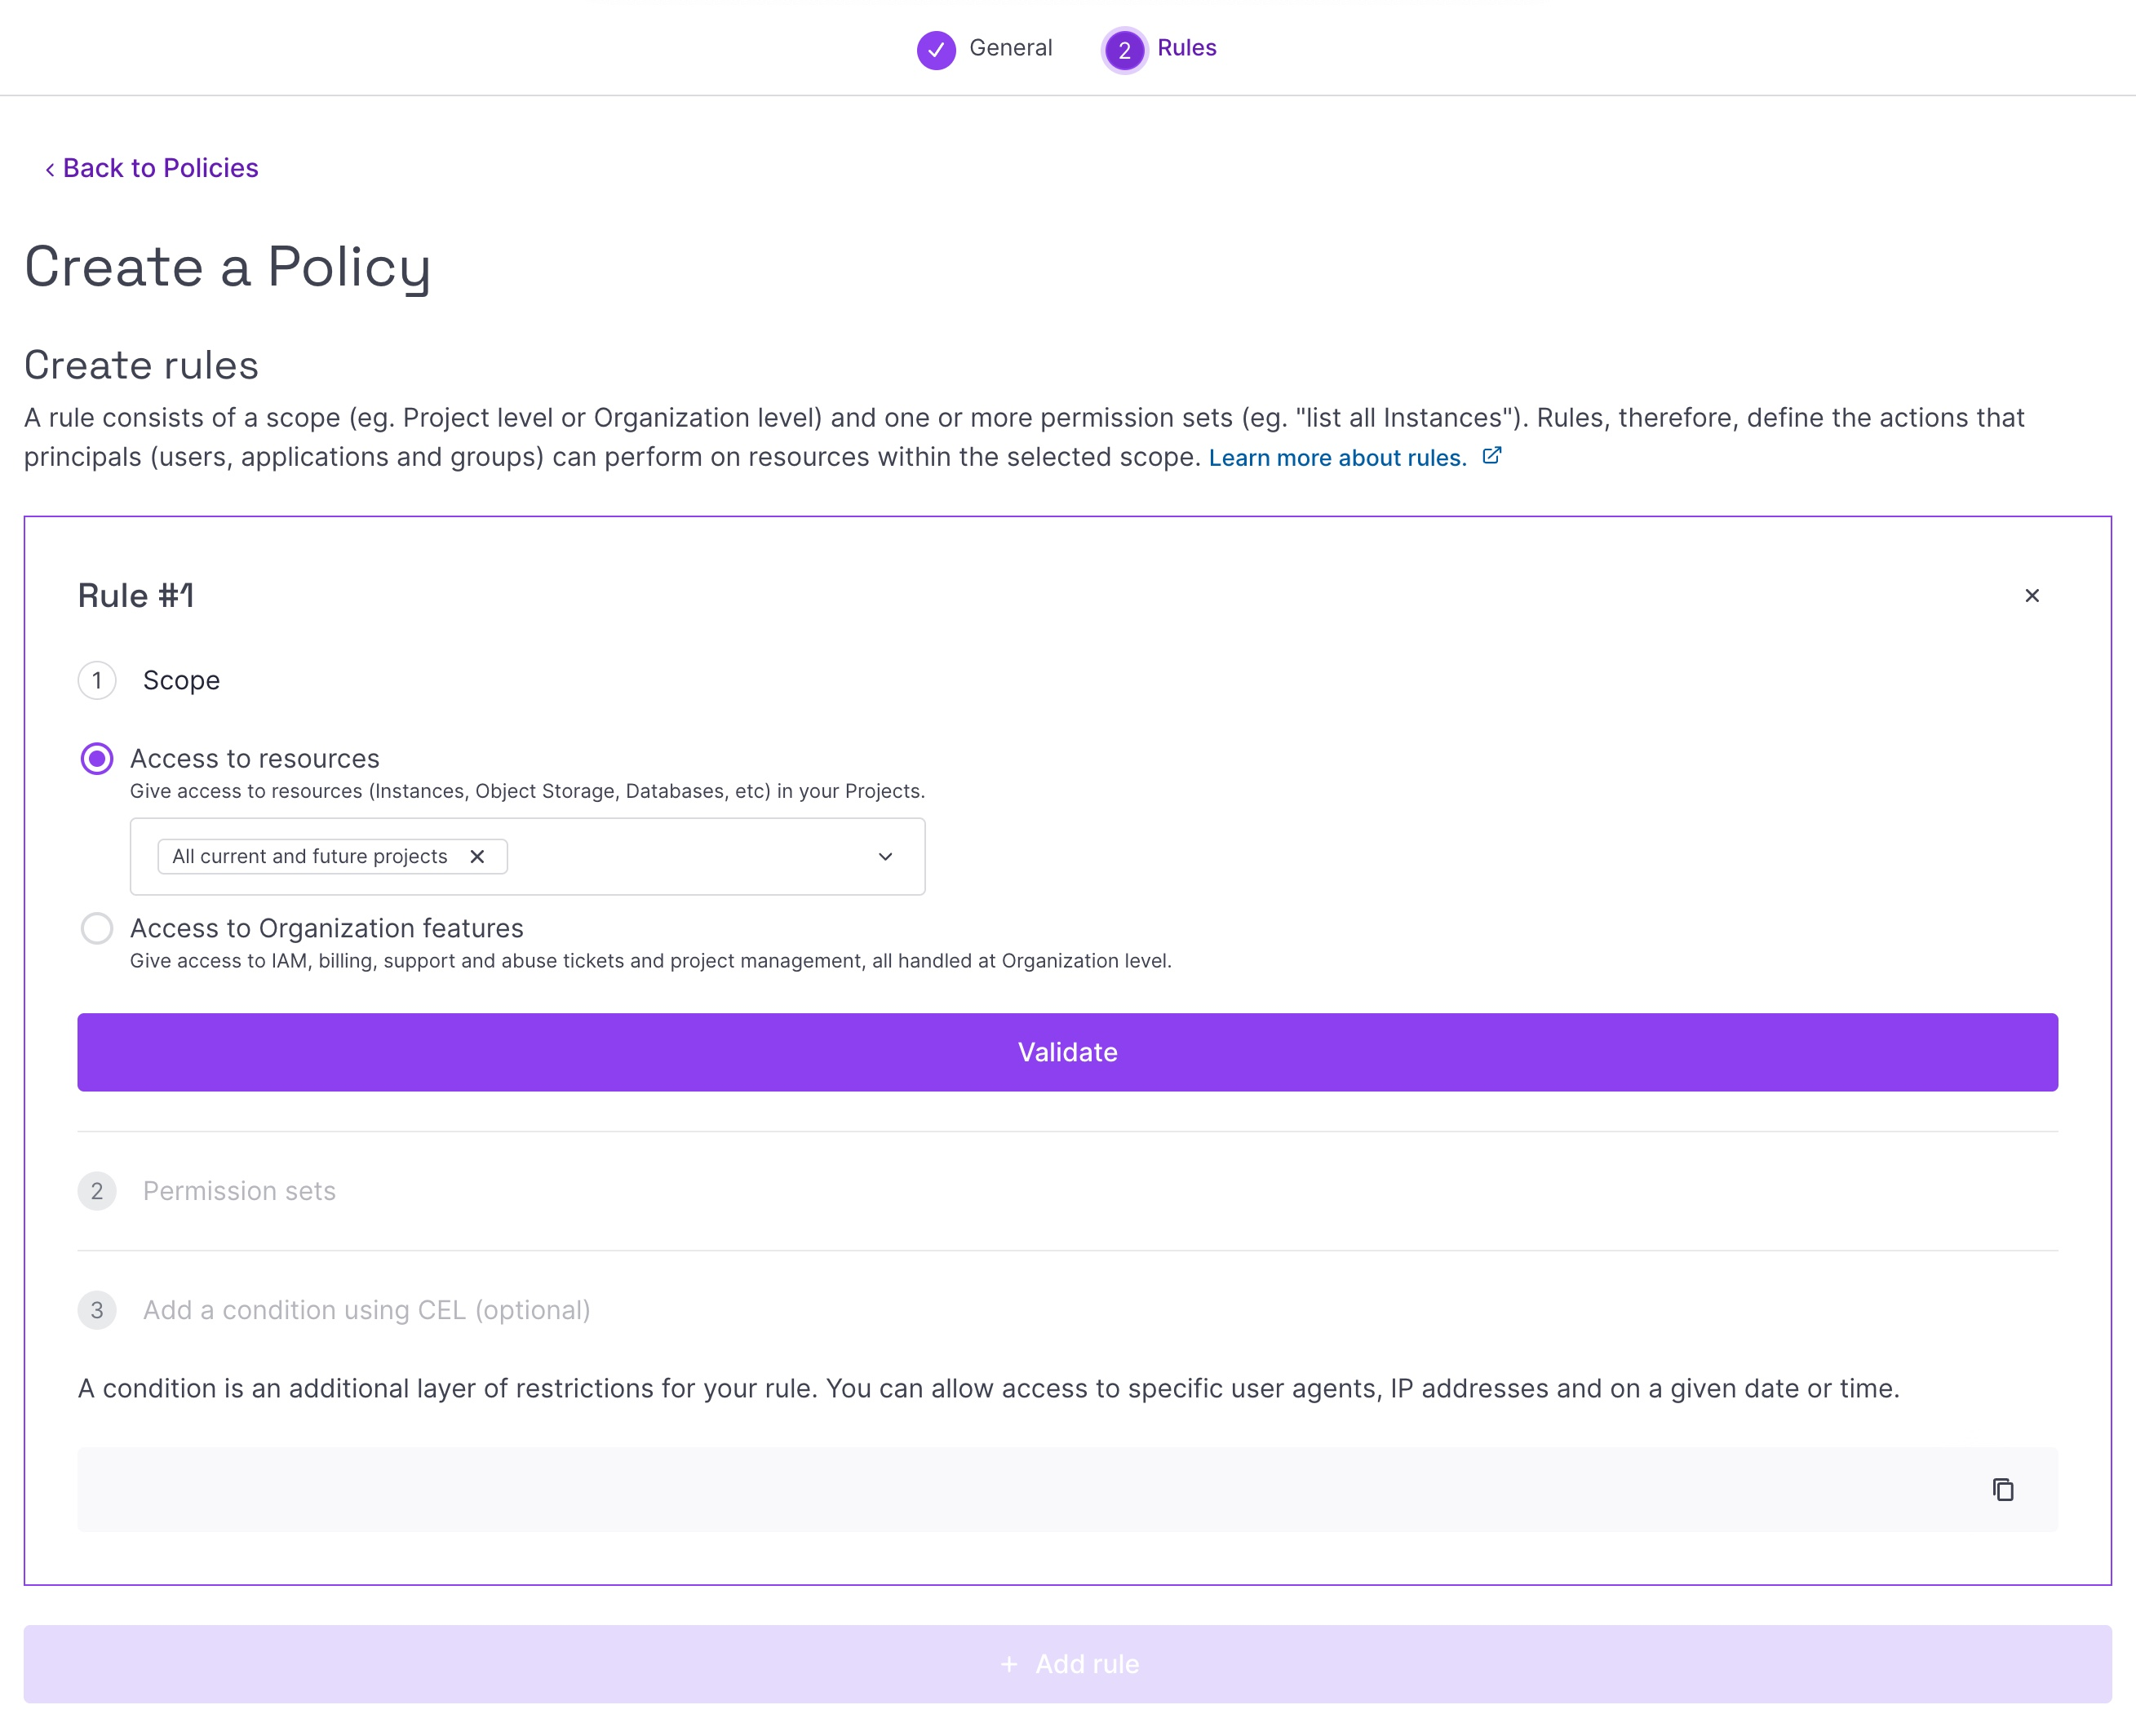 General
2 Rules
Back to Policies
Create a Policy
Create rules
A rule consists of a scope (eg. Project level or Organization level) and one or more permission sets (eg. "list all Instances"). Rules, therefore, define the actions that
principals (users, applications and groups) can perform on resources within the selected scope. Learn more about rules.
Rule #1
1 Scope
Access to resources
Give access to resources (Instances, Object Storage, Databases, etc) in your Projects.
All current and future projects
Access to Organization features
Give access to IAM, billing, support and abuse tickets and project management, all handled at Organization level.
Validate
2 Permission sets
3 Add a condition using CEL (optional)
A condition is an additional layer of restrictions for your rule. You can allow access to specific user agents, IP addresses and on a given date or time.
+ Add rule